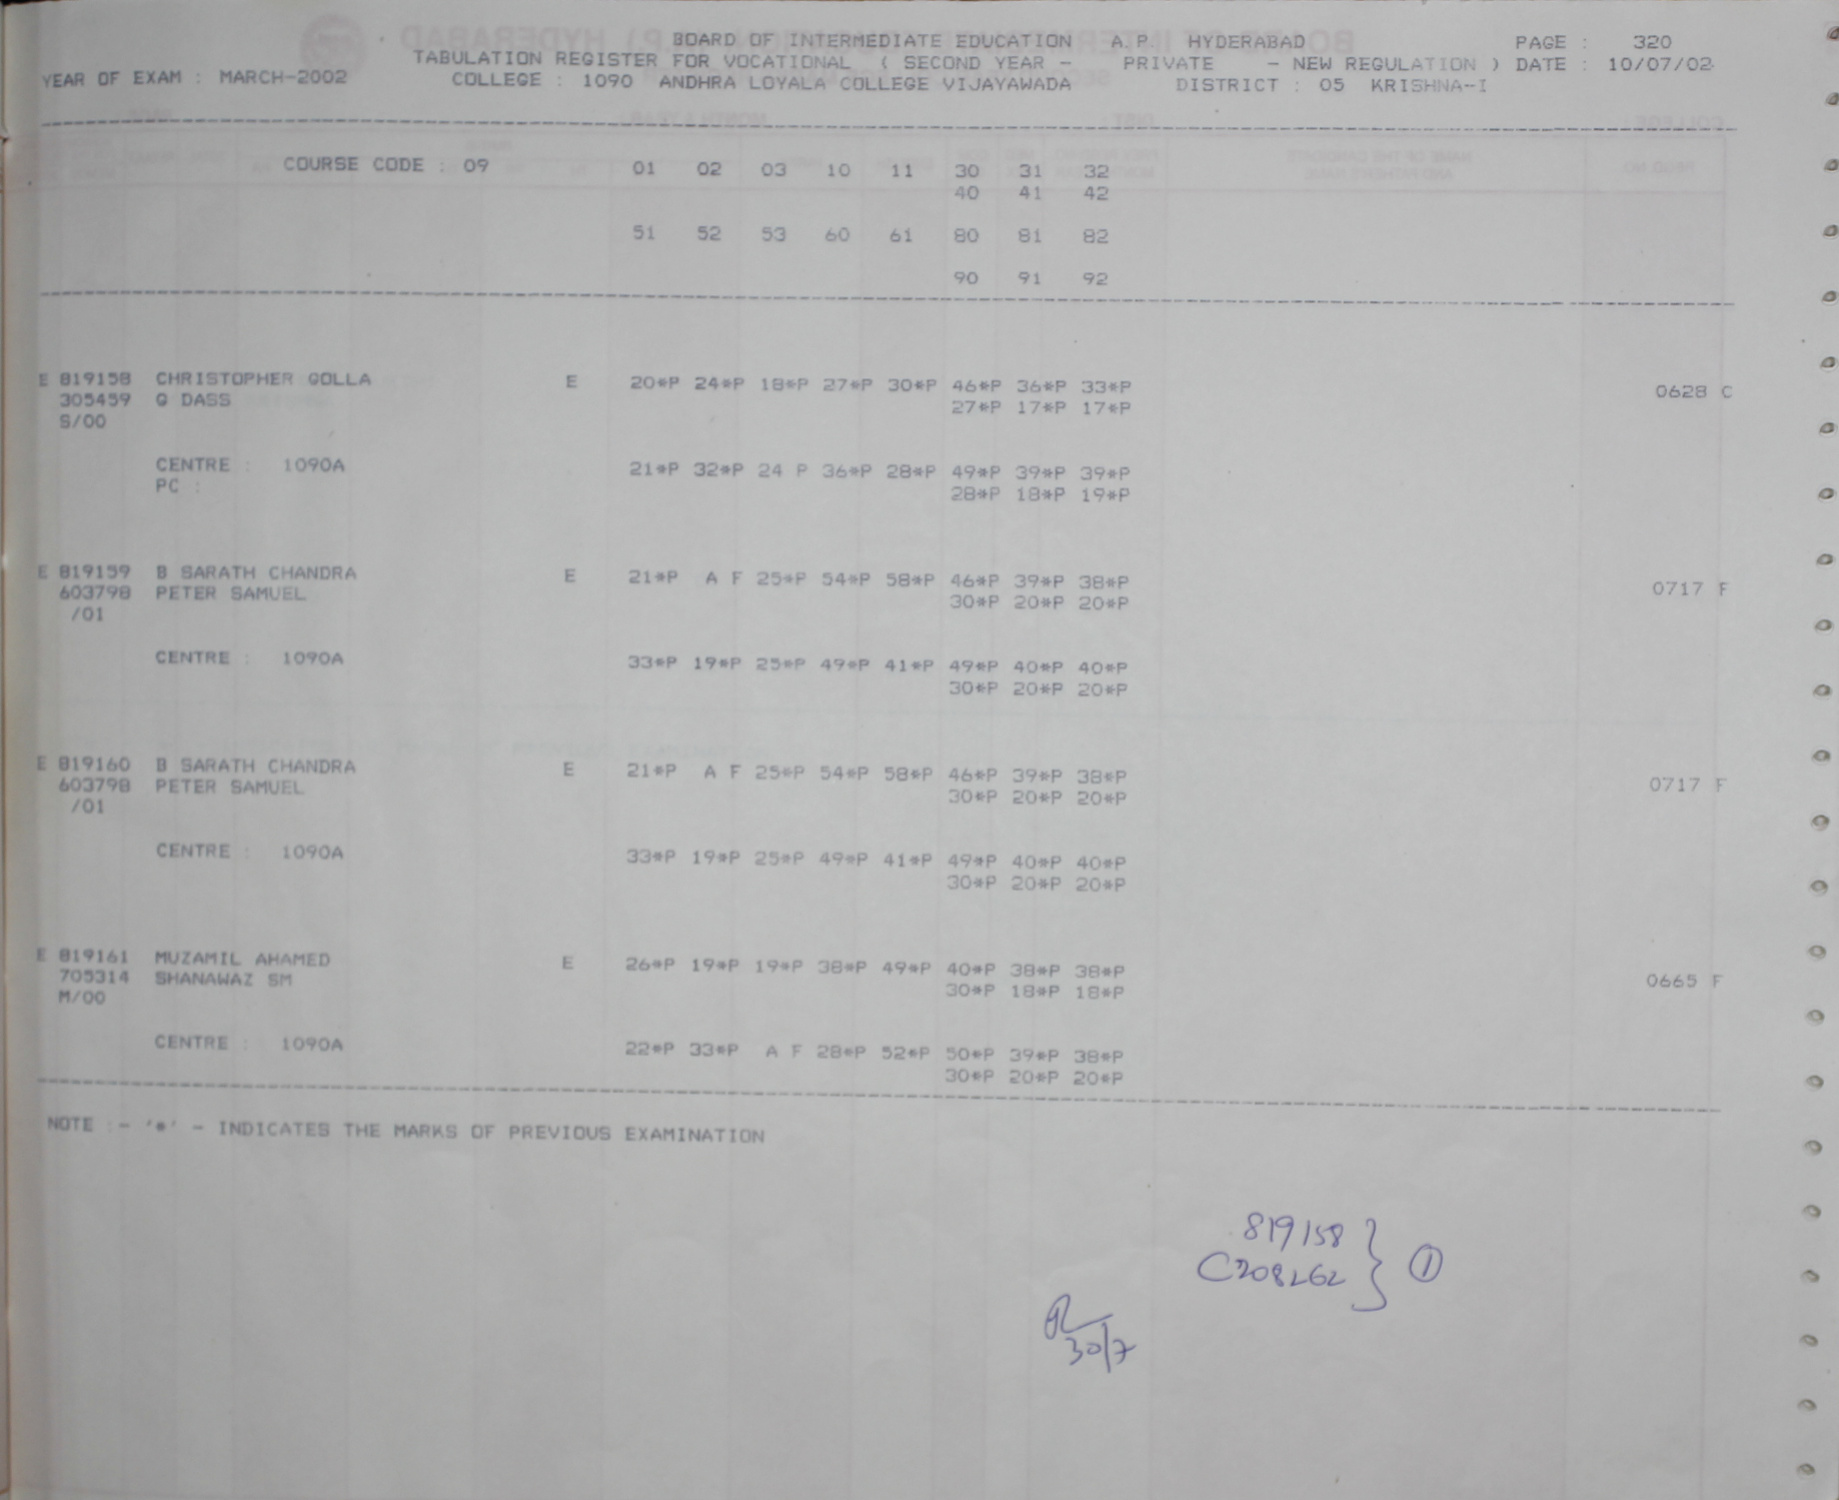 BOARD OF INTERMEDIATE EDUCATION A.P. HYDERABAD PAGE : 320
TABULATION REGISTER FOR VOCATIONAL ( SECOND YEAR - PRIVATE - NEW REGULATION ) DATE : 10/07/02
YEAR OF EXAM : MARCH-2002 COLLEGE : 1090 ANDHRA LOYALA COLLEGE VIJAYAWADA DISTRICT : 05 KRISHNA-I
COURSE CODE : 09 01 02 03 10 11 30 31 32
40 41 42
51 52 53 60 61 80 81 82
90 91 92
E 819158 CHRISTOPHER GOLLA E 20*P 24*P 18*P 27*P 30*P 46*P 36*P 33*P 0628 C
305459 G DASS 27*P 17*P 17*P
S/00
CENTRE : 1090A 21*P 32*P 24 P 36*P 28*P 49*P 39*P 39*P
PC : 28*P 18*P 19*P
E 819159 B SARATH CHANDRA E 21*P A F 25*P 54*P 58*P 46*P 39*P 38*P 0717 F
603798 PETER SAMUEL 30*P 20*P 20*P
/01
CENTRE : 1090A 33*P 19*P 25*P 49*P 41*P 49*P 40*P 40*P
30*P 20*P 20*P
E 819160 B SARATH CHANDRA E 21*P A F 25*P 54*P 58*P 46*P 39*P 38*P 0717 F
603798 PETER SAMUEL 30*P 20*P 20*P
/01
CENTRE : 1090A 33*P 19*P 25*P 49*P 41*P 49*P 40*P 40*P
30*P 20*P 20*P
E 819161 MUZAMIL AHAMED E 26*P 19*P 19*P 38*P 49*P 40*P 38*P 38*P 0665 F
705314 SHANAWAZ SM 30*P 18*P 18*P
M/00
CENTRE : 1090A 22*P 33*P A F 28*P 52*P 50*P 39*P 38*P
30*P 20*P 20*P
NOTE :- '*' - INDICATES THE MARKS OF PREVIOUS EXAMINATION
819158
C208262 } ①
30/7